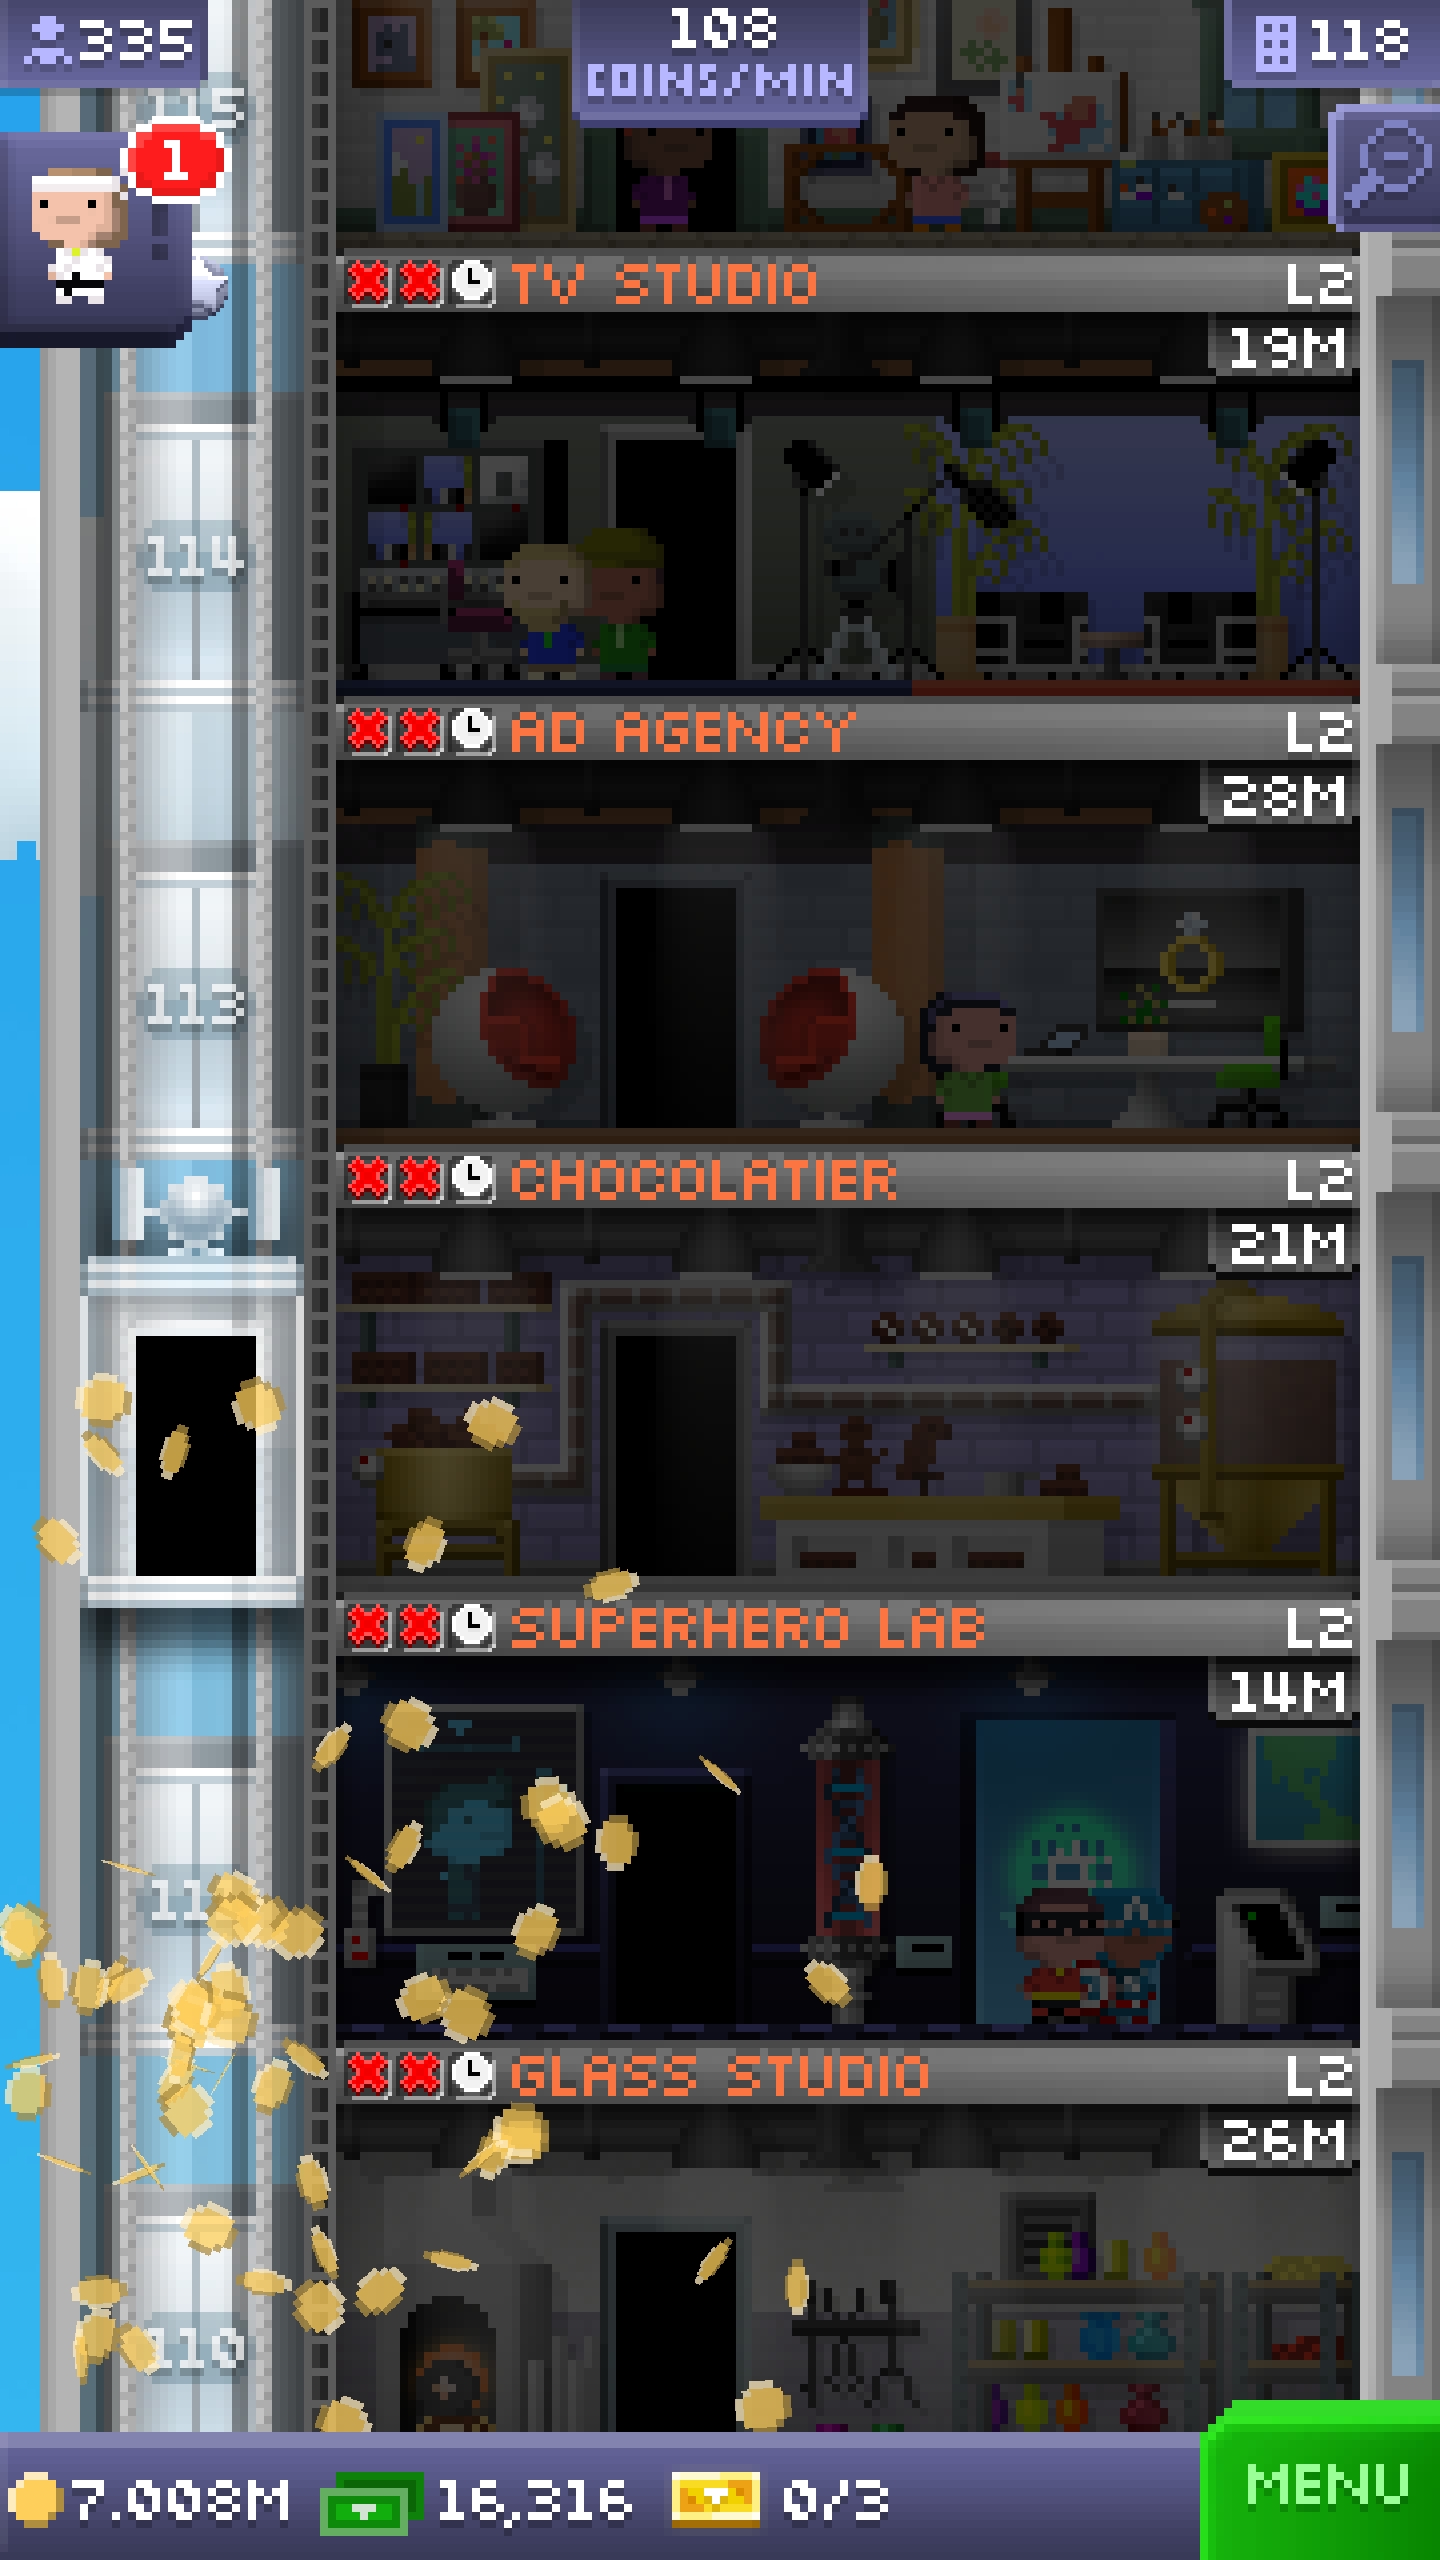 335
108
COINS/MIN
118
115
1
TV STUDIO L2
19M
114
AD AGENCY L2
28M
113
CHOCOLATIER L2
21M
SUPERHERO LAB L2
14M
GLASS STUDIO L2
26M
110
7.008M 16,316 0/3
MENU